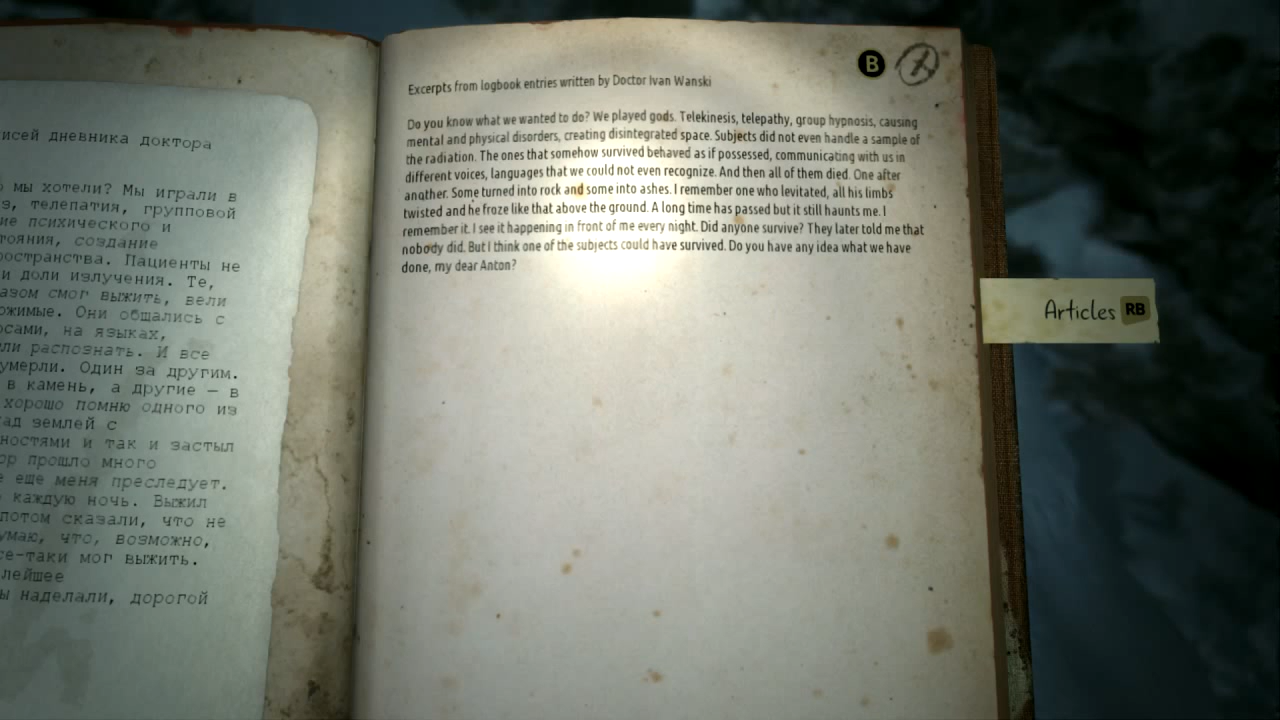 исей дневника доктора
мы хотели? Мы играли в
з, телепатия, групповой
ие психического и
тояния, создание
ространства. Пациенты не
и доли излучения. Те,
азом смог выжить, вели
ржимые. Они общались с
осами, на языках,
ли распознать. И все
умерли. Один за другим.
в камень, а другие — в
хорошо помню одного из
ад землей с
ностями и так и застыл
ор прошло много
е еще меня преследует.
каждую ночь. Выжил
потом сказали, что не
умаю, что, возможно,
се-таки мог выжить.
лейшее
ы наделали, дорогой
B
Excerpts from logbook entries written by Doctor Ivan Wanski
Do you know what we wanted to do? We played gods. Telekinesis, telepathy, group hypnosis, causing
mental and physical disorders, creating disintegrated space. Subjects did not even handle a sample of
the radiation. The ones that somehow survived behaved as if possessed, communicating with us in
different voices, languages that we could not even recognize. And then all of them died. One after
another. Some turned into rock and some into ashes. I remember one who levitated, all his limbs
twisted and he froze like that above the ground. A long time has passed but it still haunts me. I
remember it. I see it happening in front of me every night. Did anyone survive? They later told me that
nobody did. But I think one of the subjects could have survived. Do you have any idea what we have
done, my dear Anton?
Articles RB